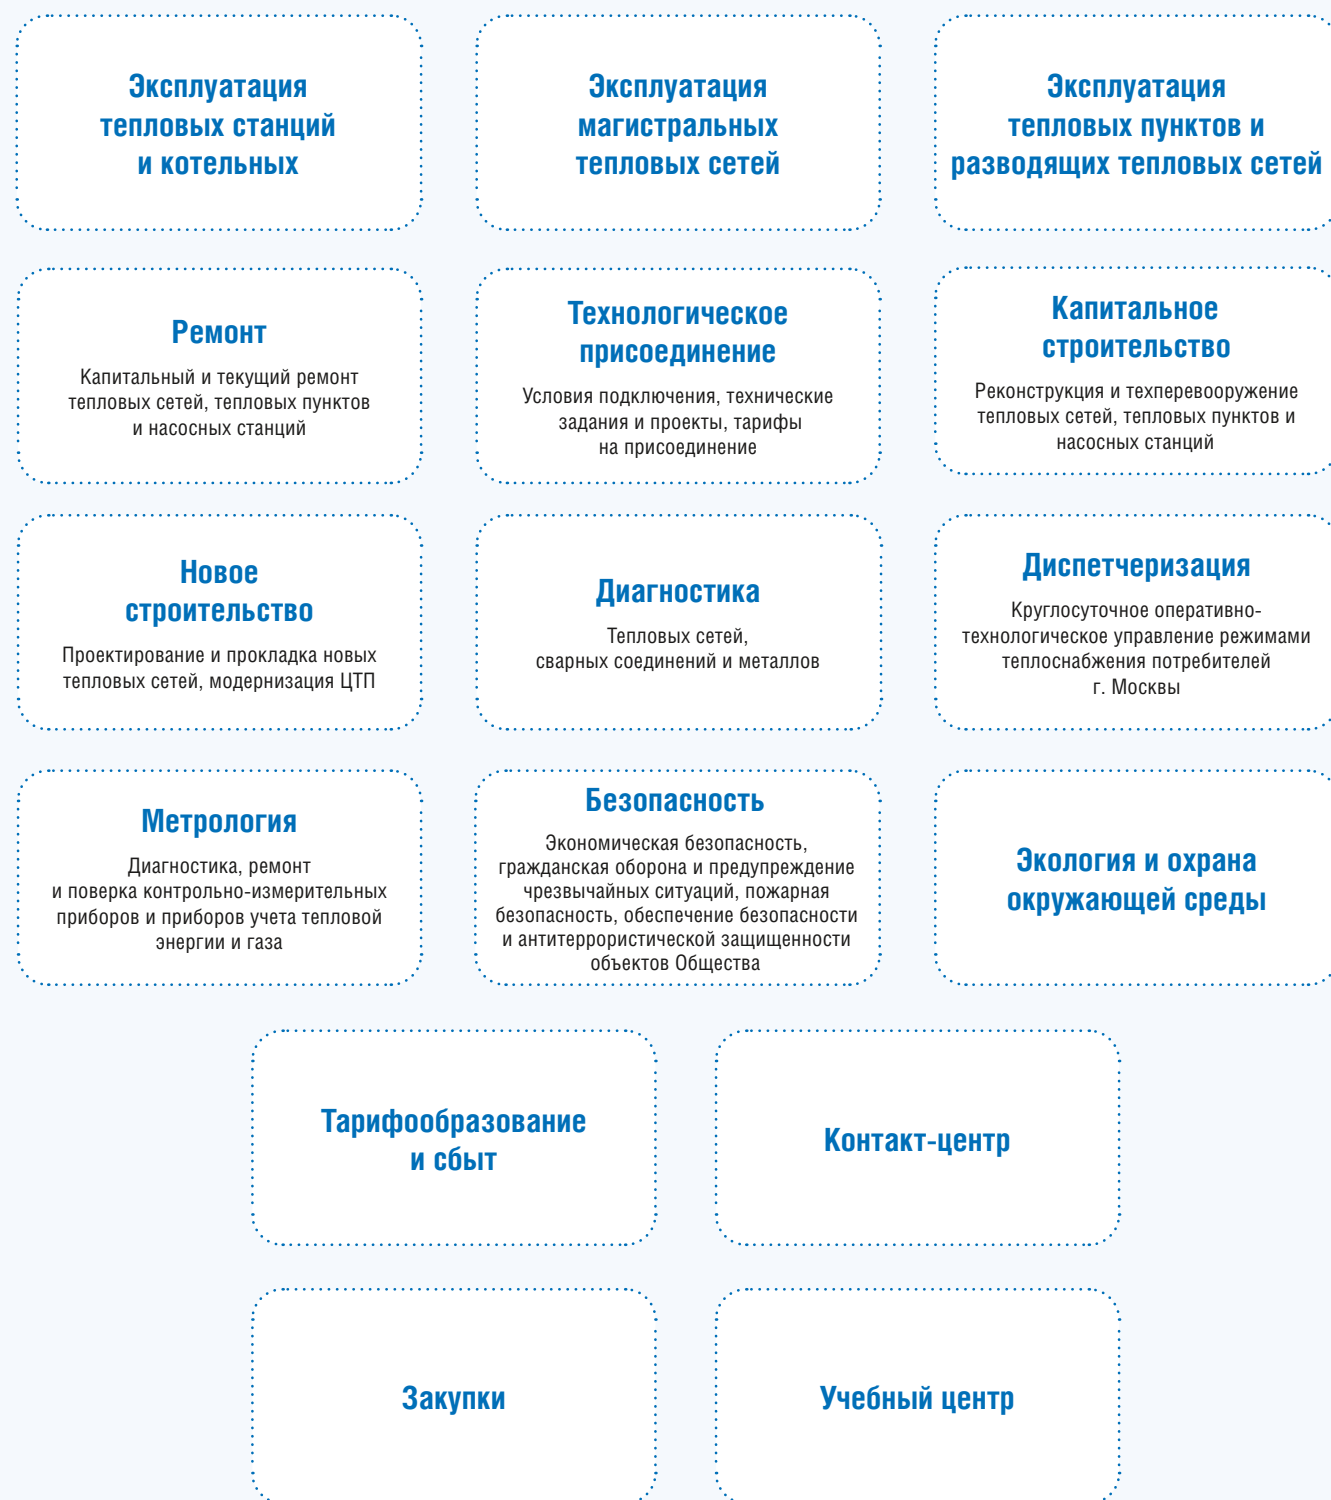 Эксплуатация
тепловых станций
и котельных
Эксплуатация
магистральных
тепловых сетей
Эксплуатация
тепловых пунктов и
разводящих тепловых сетей
Ремонт
Капитальный и текущий ремонт
тепловых сетей, тепловых пунктов
и насосных станций
Технологическое
присоединение
Условия подключения, технические
задания и проекты, тарифы
на присоединение
Капитальное
строительство
Реконструкция и техперевооружение
тепловых сетей, тепловых пунктов и
насосных станций
Новое
строительство
Проектирование и прокладка новых
тепловых сетей, модернизация ЦТП
Диагностика
Тепловых сетей,
сварных соединений и металлов
Диспетчеризация
Круглосуточное оперативно-
технологическое управление режимами
теплоснабжения потребителей
г. Москвы
Метрология
Диагностика, ремонт
и поверка контрольно-измерительных
приборов и приборов учета тепловой
энергии и газа
Безопасность
Экономическая безопасность,
гражданская оборона и предупреждение
чрезвычайных ситуаций, пожарная
безопасность, обеспечение безопасности
и антитеррористической защищенности
объектов Общества
Экология и охрана
окружающей среды
Тарифообразование
и сбыт
Контакт-центр
Закупки
Учебный центр